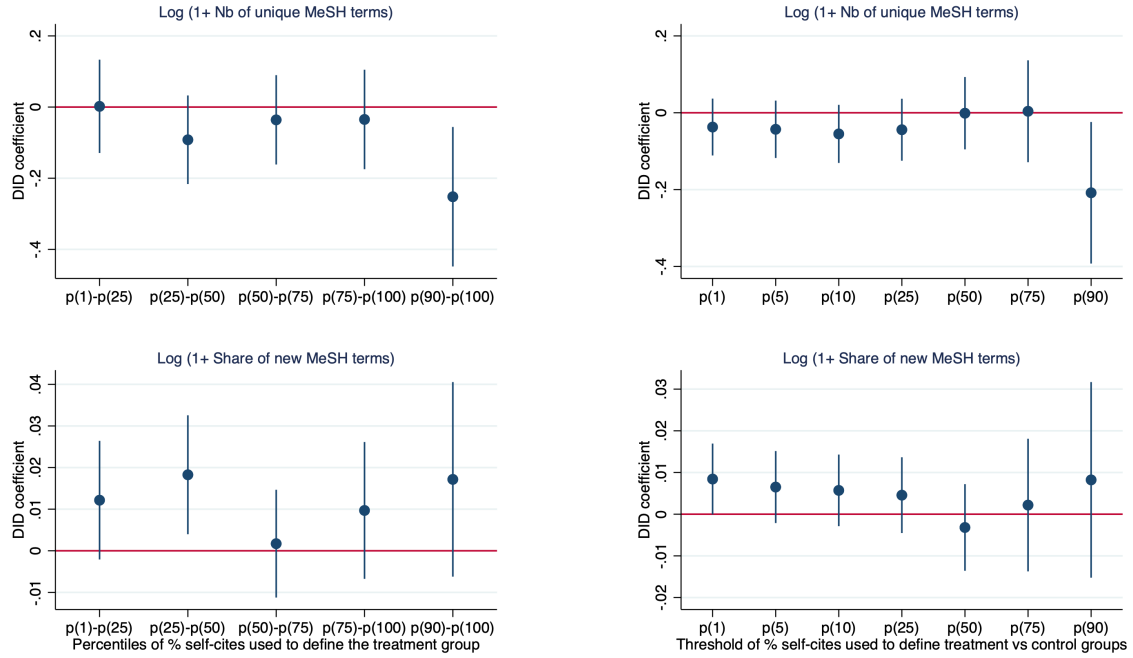 Log (1+ Nb of unique MeSH terms)
DID coefficient
.2
0
-.2
-.4
p(1)-p(25) p(25)-p(50) p(50)-p(75) p(75)-p(100) p(90)-p(100)
Log (1+ Nb of unique MeSH terms)
DID coefficient
.2
0
-.2
-.4
p(1) p(5) p(10) p(25) p(50) p(75) p(90)
Log (1+ Share of new MeSH terms)
DID coefficient
.04
.03
.02
.01
0
-.01
p(1)-p(25) p(25)-p(50) p(50)-p(75) p(75)-p(100) p(90)-p(100)
Percentiles of % self-cites used to define the treatment group
Log (1+ Share of new MeSH terms)
DID coefficient
.03
.02
.01
0
-.01
-.02
p(1) p(5) p(10) p(25) p(50) p(75) p(90)
Threshold of % self-cites used to define treatment vs control groups